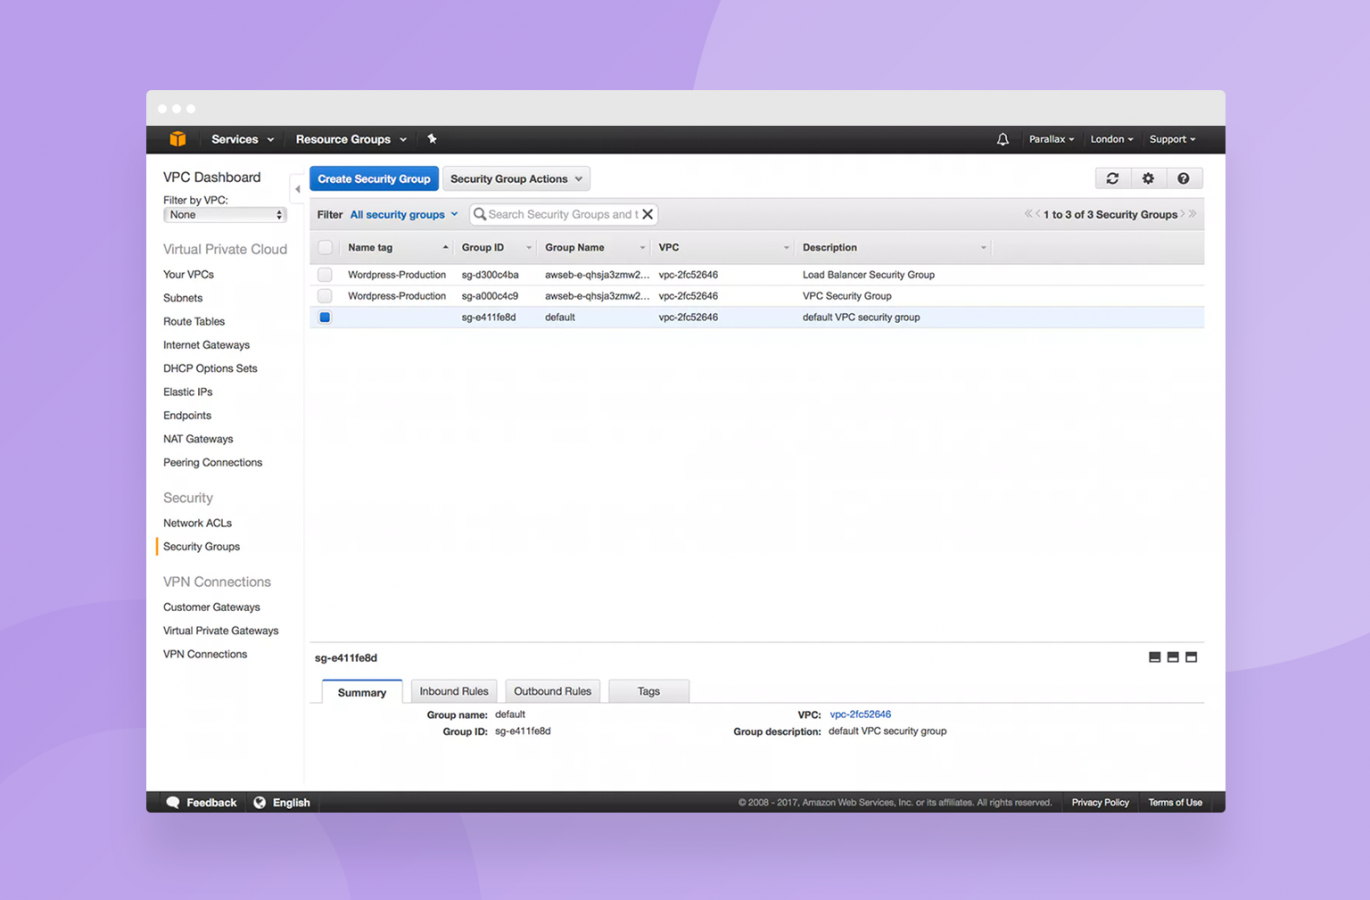 Services Resource Groups Parallax London Support
VPC Dashboard
Filter by VPC:
None
Virtual Private Cloud
Your VPCs
Subnets
Route Tables
Internet Gateways
DHCP Options Sets
Elastic IPs
Endpoints
NAT Gateways
Peering Connections
Security
Network ACLs
Security Groups
VPN Connections
Customer Gateways
Virtual Private Gateways
VPN Connections
Create Security Group Security Group Actions
Filter All security groups Search Security Groups and t 1 to 3 of 3 Security Groups
Name tag Group ID Group Name VPC Description
Wordpress-Production sg-d300c4ba awseb-e-qhsja3zmw2... vpc-2fc52646 Load Balancer Security Group
Wordpress-Production sg-a000c4c9 awseb-e-qhsja3zmw2... vpc-2fc52646 VPC Security Group
sg-e411fe8d default vpc-2fc52646 default VPC security group
sg-e411fe8d
Summary Inbound Rules Outbound Rules Tags
Group name: default VPC: vpc-2fc52646
Group ID: sg-e411fe8d Group description: default VPC security group
Feedback English © 2008 - 2017, Amazon Web Services, Inc. or its affiliates. All rights reserved. Privacy Policy Terms of Use